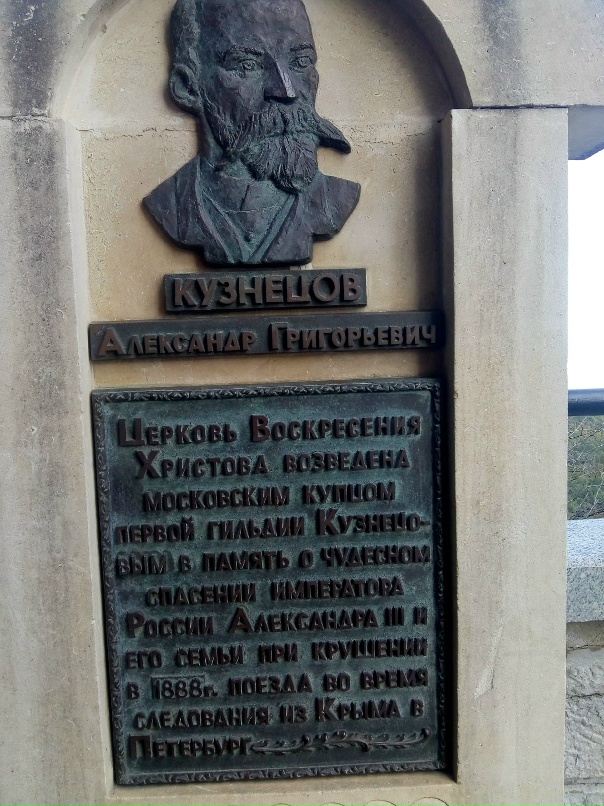 КУЗНЕЦОВ
АЛЕКСАНДР ГРИГОРЬЕВИЧ
ЦЕРКОВЬ ВОСКРЕСЕНИЯ
ХРИСТОВА ВОЗВЕДЕНА
МОСКОВСКИМ КУПЦОМ
ПЕРВОЙ ГИЛЬДИИ КУЗНЕЦО-
ВЫМ В ПАМЯТЬ О ЧУДЕСНОМ
СПАСЕНИИ ИМПЕРАТОРА
РОССИИ АЛЕКСАНДРА III И
ЕГО СЕМЬИ ПРИ КРУШЕНИИ
В 1888г. ПОЕЗДА ВО ВРЕМЯ
СЛЕДОВАНИЯ ИЗ КРЫМА В
ПЕТЕРБУРГ